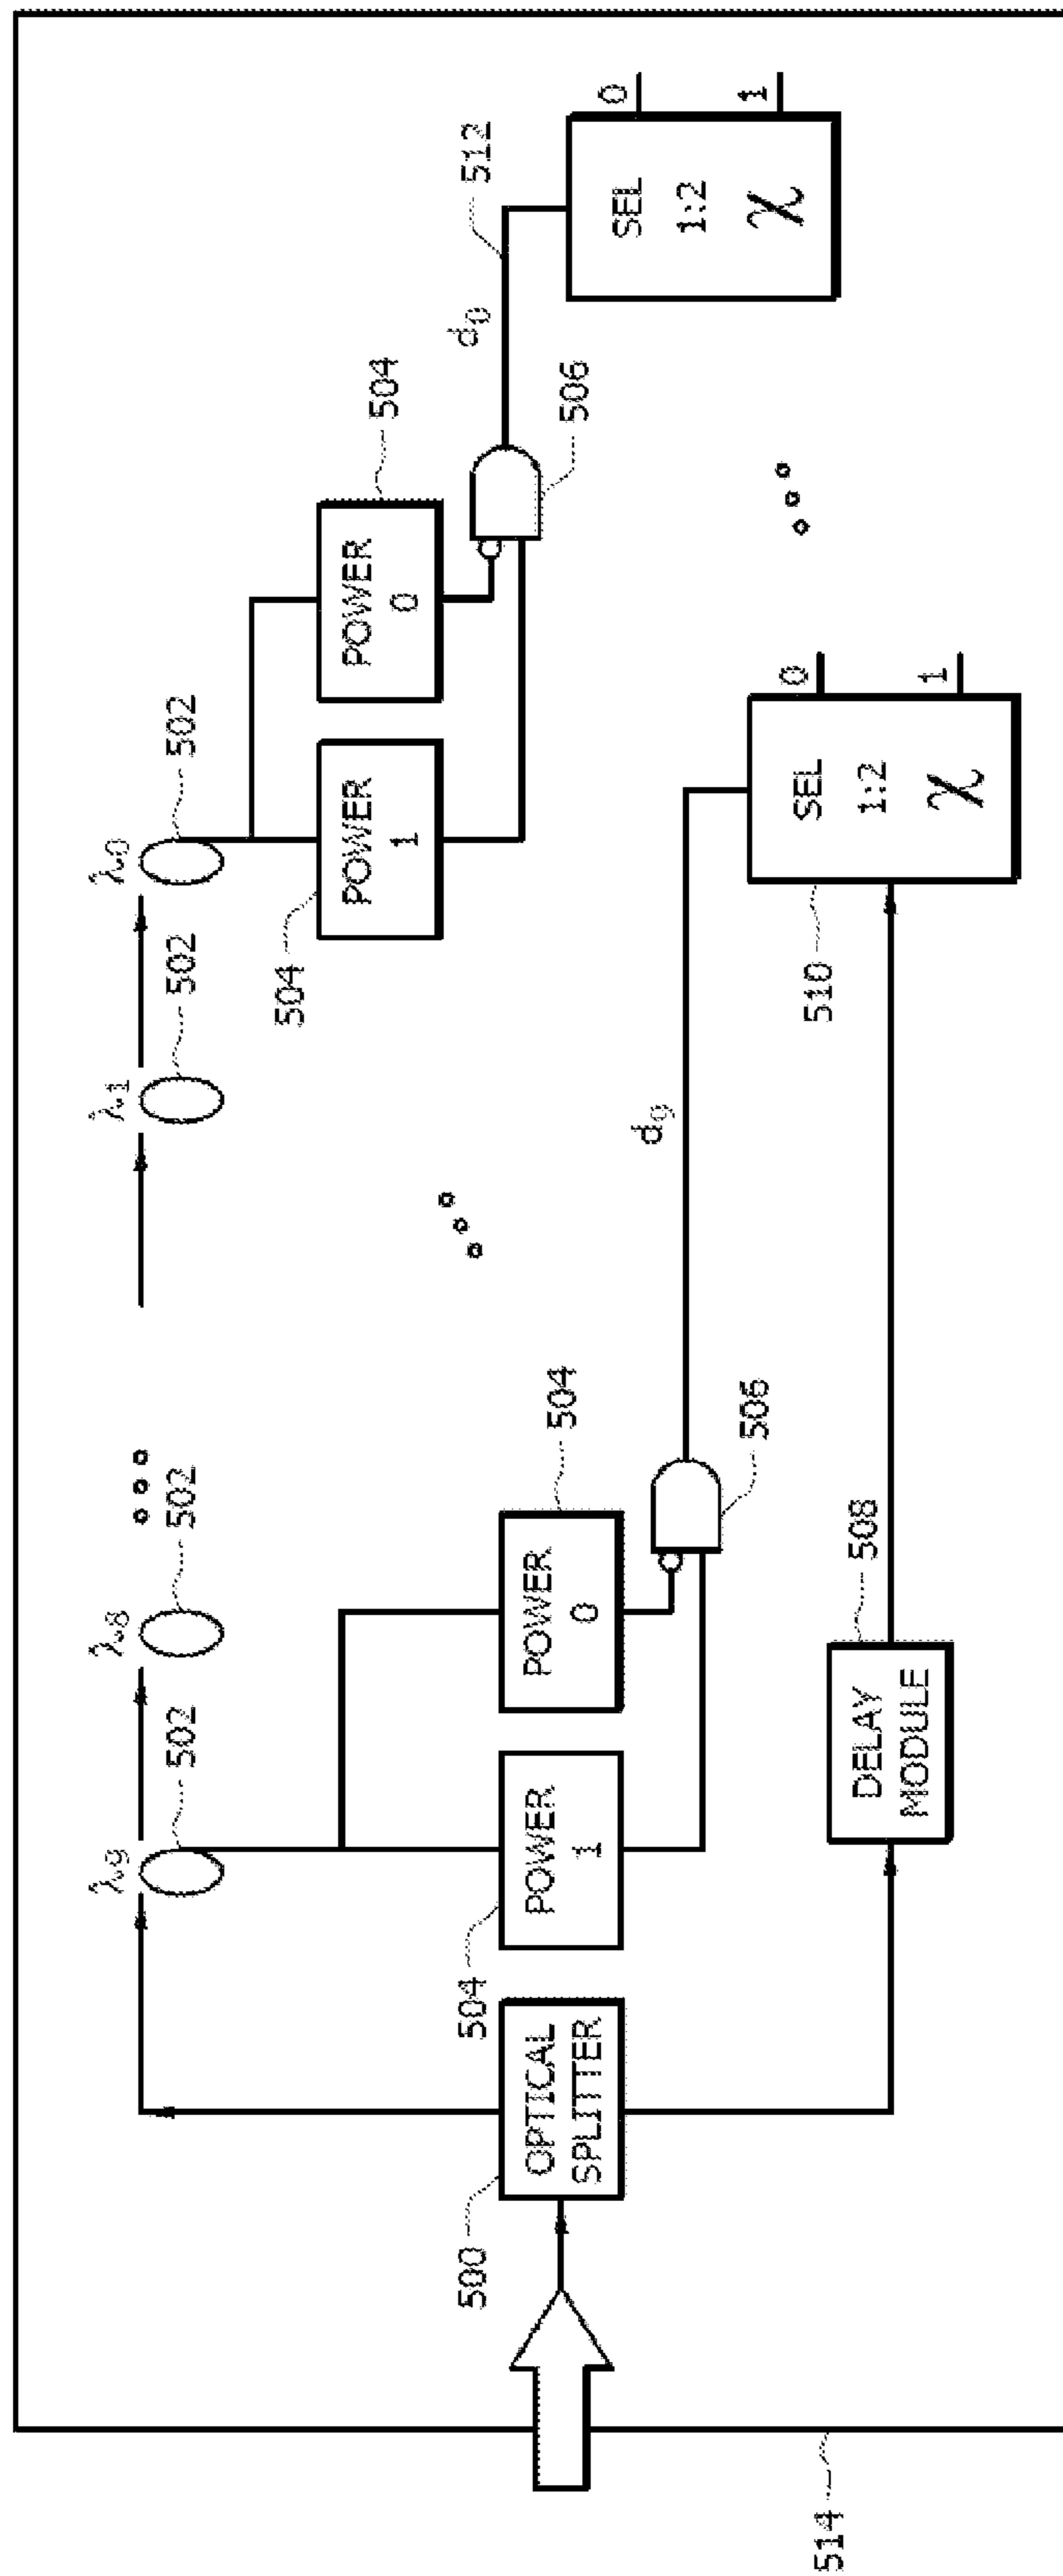 λ9
502
λ8
502
λ1
502
λ0
502
504
POWER
1
POWER
0
504
504
POWER
1
POWER
0
504
506
d0
512
500
OPTICAL
SPLITTER
506
d9
SEL
1:2
χ
0
1
508
DELAY
MODULE
510
SEL
1:2
χ
0
1
514